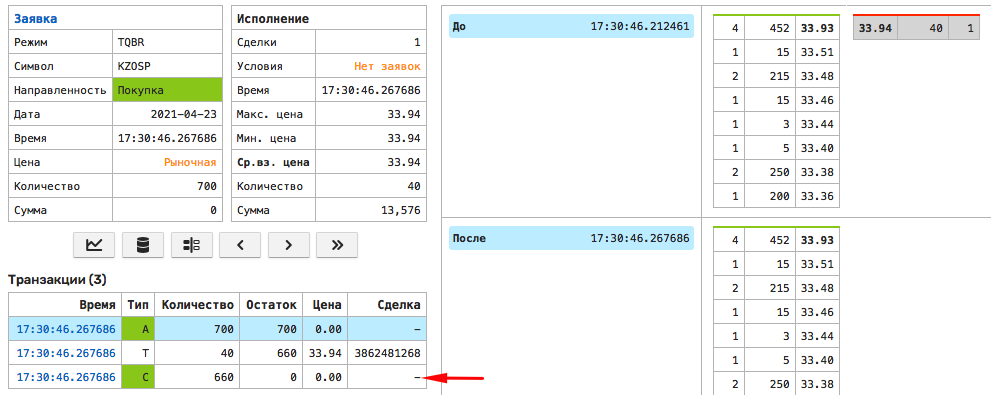 Заявка
Режим TQBR
Символ KZOSP
Направленность Покупка
Дата 2021-04-23
Время 17:30:46.267686
Цена Рыночная
Количество 700
Сумма 0
Исполнение
Сделки 1
Условия Нет заявок
Время 17:30:46.267686
Макс. цена 33.94
Мин. цена 33.94
Ср.вз. цена 33.94
Количество 40
Сумма 13,576
Транзакции (3)
Время Тип Количество Остаток Цена Сделка
17:30:46.267686 A 700 700 0.00 –
17:30:46.267686 T 40 660 33.94 3862481268
17:30:46.267686 C 660 0 0.00 –
До 17:30:46.212461
4 452 33.93
1 15 33.51
2 215 33.48
1 15 33.46
1 3 33.44
1 5 33.40
2 250 33.38
1 200 33.36
33.94 40 1
После 17:30:46.267686
4 452 33.93
1 15 33.51
2 215 33.48
1 15 33.46
1 3 33.44
1 5 33.40
2 250 33.38